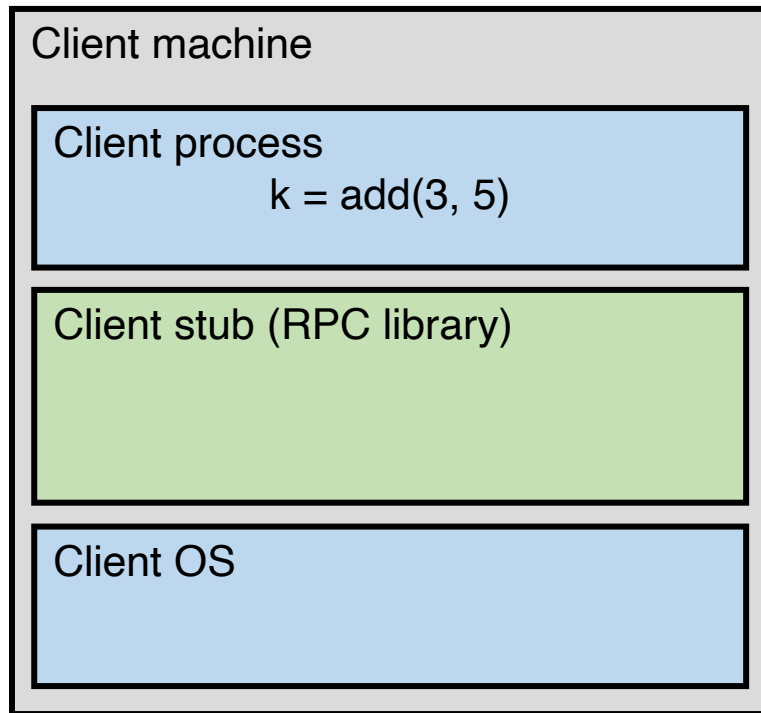 Client machine
Client process
k = add(3, 5)
Client stub (RPC library)
Client OS